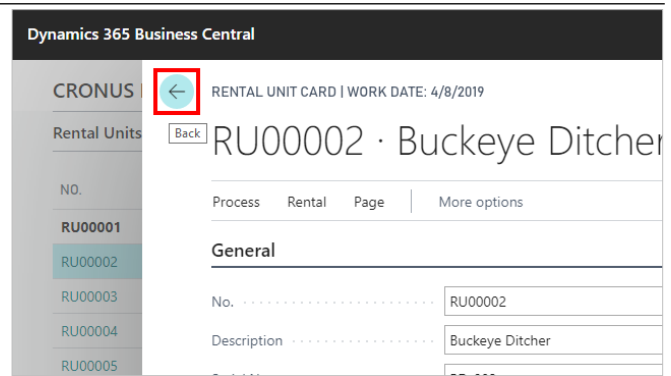 Dynamics 365 Business Central
CRONUS
RENTAL UNIT CARD | WORK DATE: 4/8/2019
Rental Units
Back
RU00002 · Buckeye Ditcher
NO.
Process Rental Page More options
RU00001
General
RU00002
RU00003
No. RU00002
RU00004
Description Buckeye Ditcher
RU00005